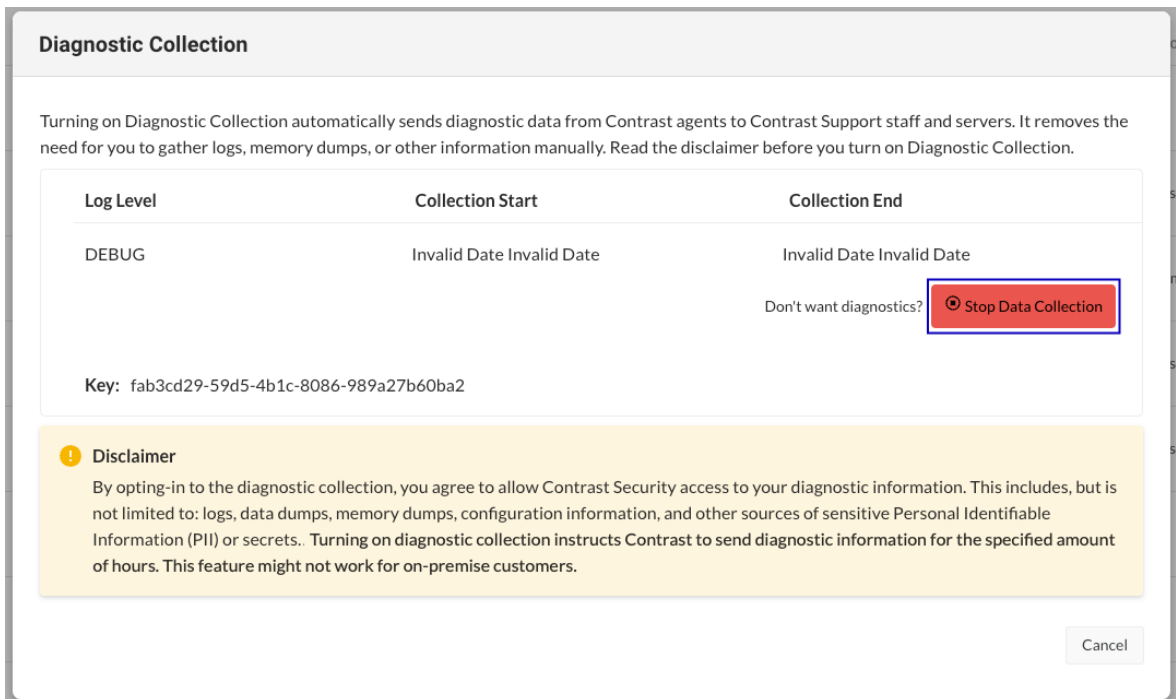 Diagnostic Collection
Turning on Diagnostic Collection automatically sends diagnostic data from Contrast agents to Contrast Support staff and servers. It removes the
need for you to gather logs, memory dumps, or other information manually. Read the disclaimer before you turn on Diagnostic Collection.
Log Level Collection Start Collection End
DEBUG Invalid Date Invalid Date Invalid Date Invalid Date
Don't want diagnostics? Stop Data Collection
Key: fab3cd29-59d5-4b1c-8086-989a27b60ba2
Disclaimer
By opting-in to the diagnostic collection, you agree to allow Contrast Security access to your diagnostic information. This includes, but is
not limited to: logs, data dumps, memory dumps, configuration information, and other sources of sensitive Personal Identifiable
Information (PII) or secrets.. Turning on diagnostic collection instructs Contrast to send diagnostic information for the specified amount
of hours. This feature might not work for on-premise customers.
Cancel